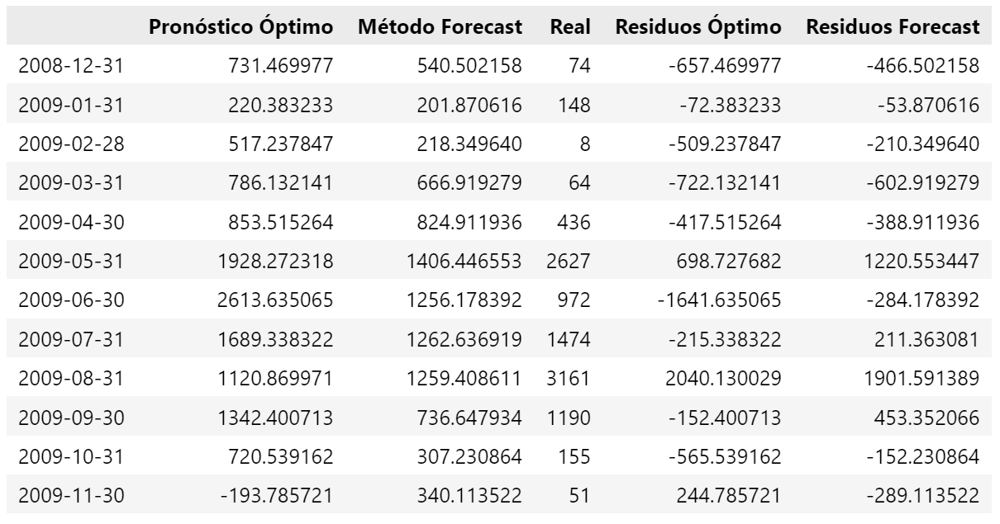 Pronóstico Óptimo Método Forecast Real Residuos Óptimo Residuos Forecast
2008-12-31 731.469977 540.502158 74 -657.469977 -466.502158
2009-01-31 220.383233 201.870616 148 -72.383233 -53.870616
2009-02-28 517.237847 218.349640 8 -509.237847 -210.349640
2009-03-31 786.132141 666.919279 64 -722.132141 -602.919279
2009-04-30 853.515264 824.911936 436 -417.515264 -388.911936
2009-05-31 1928.272318 1406.446553 2627 698.727682 1220.553447
2009-06-30 2613.635065 1256.178392 972 -1641.635065 -284.178392
2009-07-31 1689.338322 1262.636919 1474 -215.338322 211.363081
2009-08-31 1120.869971 1259.408611 3161 2040.130029 1901.591389
2009-09-30 1342.400713 736.647934 1190 -152.400713 453.352066
2009-10-31 720.539162 307.230864 155 -565.539162 -152.230864
2009-11-30 -193.785721 340.113522 51 244.785721 -289.113522